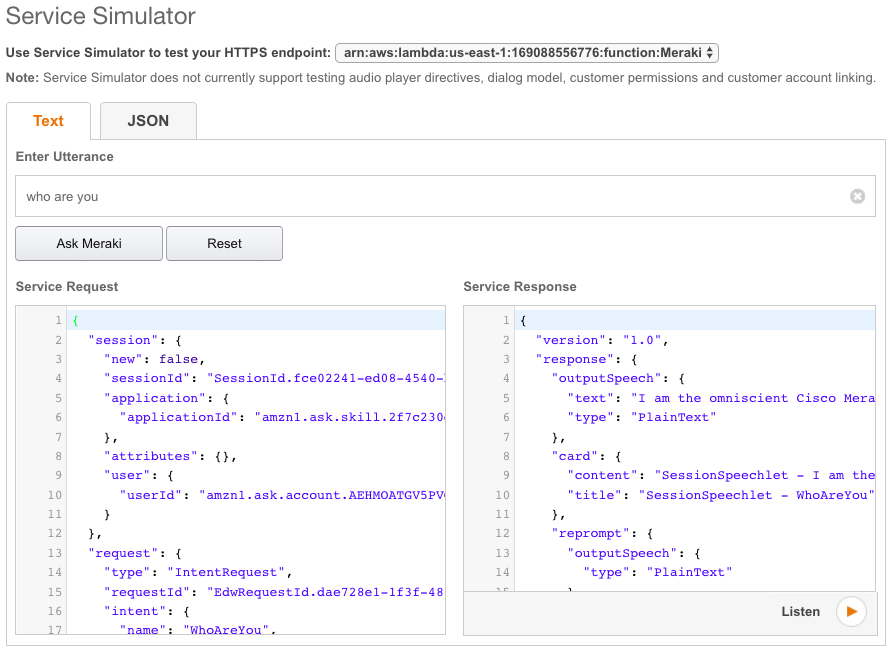 Service Simulator
Use Service Simulator to test your HTTPS endpoint: arn:aws:lambda:us-east-1:169088556776:function:Meraki
Note: Service Simulator does not currently support testing audio player directives, dialog model, customer permissions and customer account linking.
Text JSON
Enter Utterance
who are you
Ask Meraki Reset
Service Request
1 {
2 "session": {
3 "new": false,
4 "sessionId": "SessionId.fce02241-ed08-4540-
5 "application": {
6 "applicationId": "amzn1.ask.skill.2f7c230
7 },
8 "attributes": {},
9 "user": {
10 "userId": "amzn1.ask.account.AEHMOATGV5PV
11 }
12 },
13 "request": {
14 "type": "IntentRequest",
15 "requestId": "EdwRequestId.dae728e1-1f3f-48
16 "intent": {
17 "name": "WhoAreYou",
Service Response
1 {
2 "version": "1.0",
3 "response": {
4 "outputSpeech": {
5 "text": "I am the omniscient Cisco Mera
6 "type": "PlainText"
7 },
8 "card": {
9 "content": "SessionSpeechlet - I am the
10 "title": "SessionSpeechlet - WhoAreYou"
11 },
12 "reprompt": {
13 "outputSpeech": {
14 "type": "PlainText"
15 }
Listen